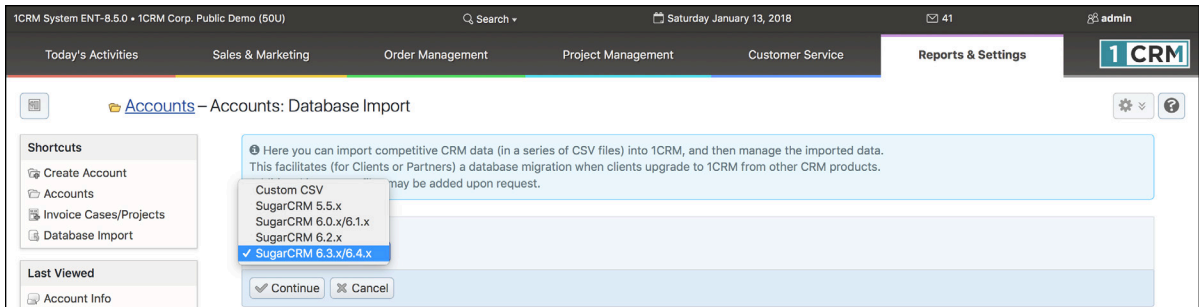 1CRM System ENT-8.5.0 • 1CRM Corp. Public Demo (50U)
Search
Saturday January 13, 2018
41
admin
Today's Activities
Sales & Marketing
Order Management
Project Management
Customer Service
Reports & Settings
1 CRM
Accounts – Accounts: Database Import
Shortcuts
Create Account
Accounts
Invoice Cases/Projects
Database Import
Last Viewed
Account Info
Here you can import competitive CRM data (in a series of CSV files) into 1CRM, and then manage the imported data.
This facilitates (for Clients or Partners) a database migration when clients upgrade to 1CRM from other CRM products.
may be added upon request.
Custom CSV
SugarCRM 5.5.x
SugarCRM 6.0.x/6.1.x
SugarCRM 6.2.x
✓ SugarCRM 6.3.x/6.4.x
Continue
Cancel